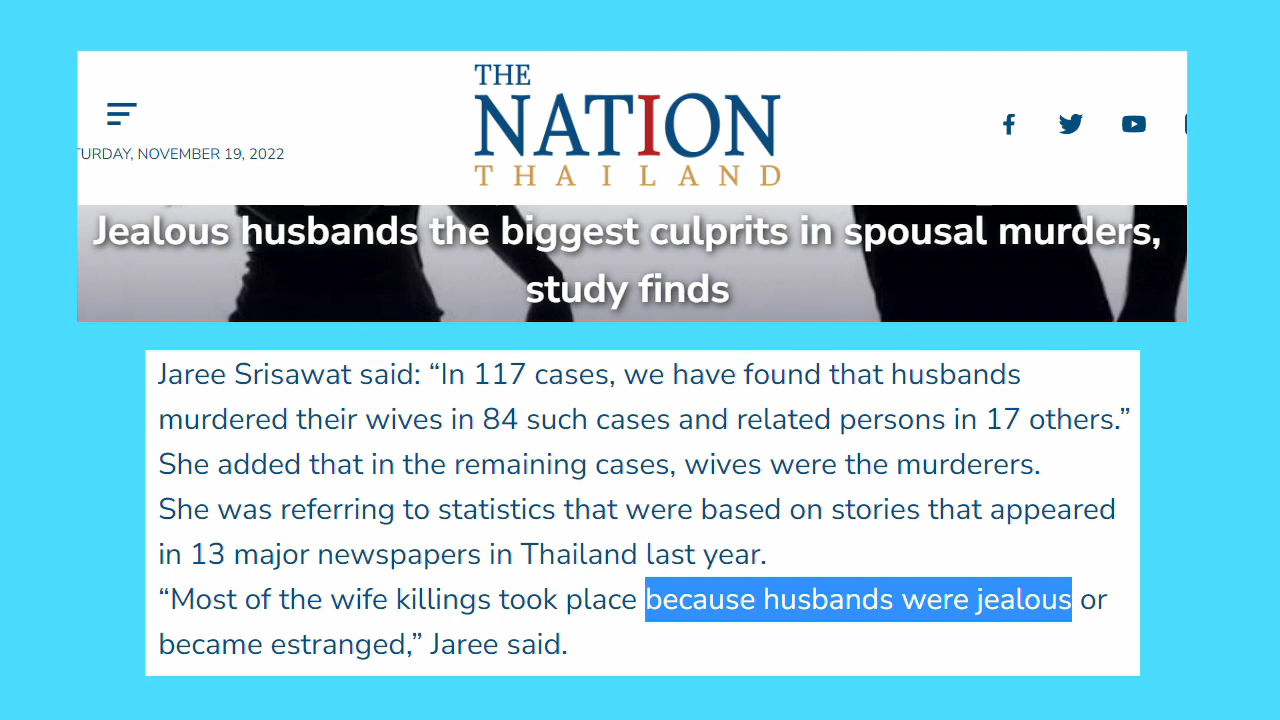 THE
NATION
THAILAND
TURDAY, NOVEMBER 19, 2022
Jealous husbands the biggest culprits in spousal murders,
study finds
Jaree Srisawat said: “In 117 cases, we have found that husbands
murdered their wives in 84 such cases and related persons in 17 others.”
She added that in the remaining cases, wives were the murderers.
She was referring to statistics that were based on stories that appeared
in 13 major newspapers in Thailand last year.
“Most of the wife killings took place because husbands were jealous or
became estranged,” Jaree said.